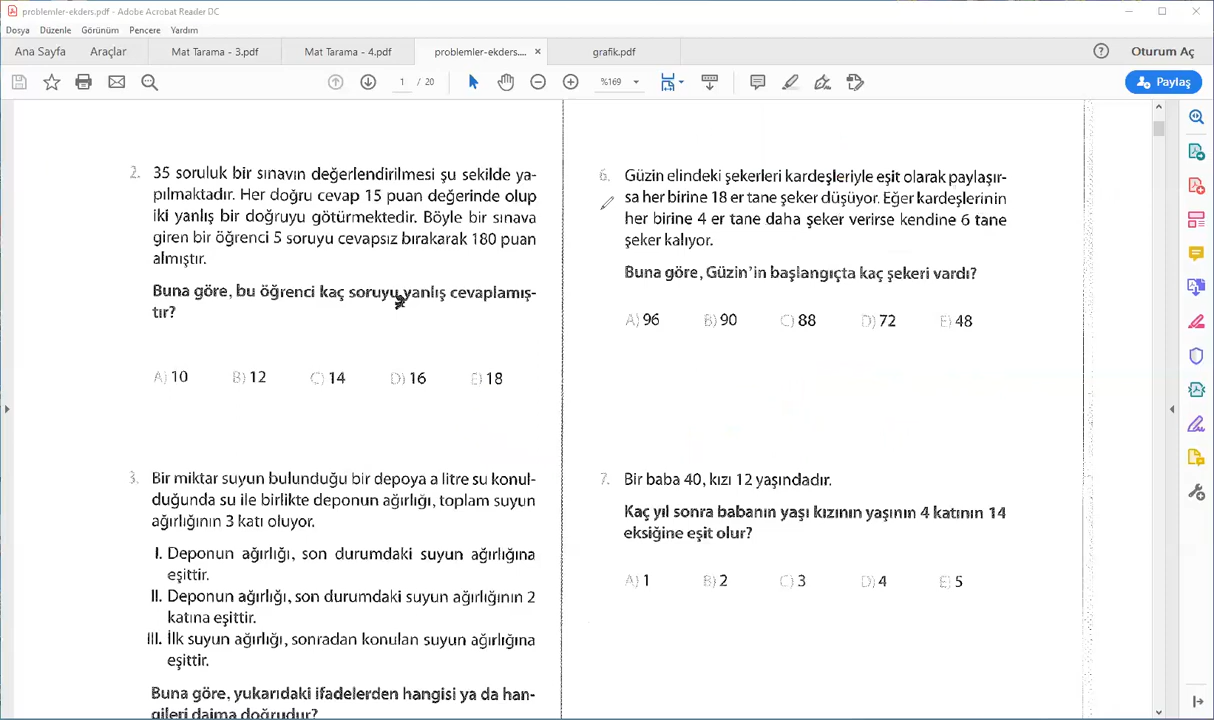 problemler-ekders.pdf - Adobe Acrobat Reader DC
Dosya Düzenle Görünüm Pencere Yardım
Ana Sayfa Araçlar Mat Tarama - 3.pdf Mat Tarama - 4.pdf problemler-ekders.... × grafik.pdf Oturum Aç
1 / 20 %169 Paylaş
2. 35 soruluk bir sınavın değerlendirilmesi şu sekilde ya-
pılmaktadır. Her doğru cevap 15 puan değerinde olup
iki yanlış bir doğruyu götürmektedir. Böyle bir sınava
giren bir öğrenci 5 soruyu cevapsız bırakarak 180 puan
almıştır.
Buna göre, bu öğrenci kaç soruyu yanlış cevaplamış-
tır?
A) 10 B) 12 C) 14 D) 16 E) 18
3. Bir miktar suyun bulunduğu bir depoya a litre su konul-
duğunda su ile birlikte deponun ağırlığı, toplam suyun
ağırlığının 3 katı oluyor.
I. Deponun ağırlığı, son durumdaki suyun ağırlığına
eşittir.
II. Deponun ağırlığı, son durumdaki suyun ağırlığının 2
katına eşittir.
III. İlk suyun ağırlığı, sonradan konulan suyun ağırlığına
eşittir.
Buna göre, yukarıdaki ifadelerden hangisi ya da han-
gileri daima doğrudur?
6. Güzin elindeki şekerleri kardeşleriyle eşit olarak paylaşır-
sa her birine 18 er tane şeker düşüyor. Eğer kardeşlerinin
her birine 4 er tane daha şeker verirse kendine 6 tane
şeker kalıyor.
Buna göre, Güzin'in başlangıçta kaç şekeri vardı?
A) 96 B) 90 C) 88 D) 72 E) 48
7. Bir baba 40, kızı 12 yaşındadır.
Kaç yıl sonra babanın yaşı kızının yaşının 4 katının 14
eksiğine eşit olur?
A) 1 B) 2 C) 3 D) 4 E) 5